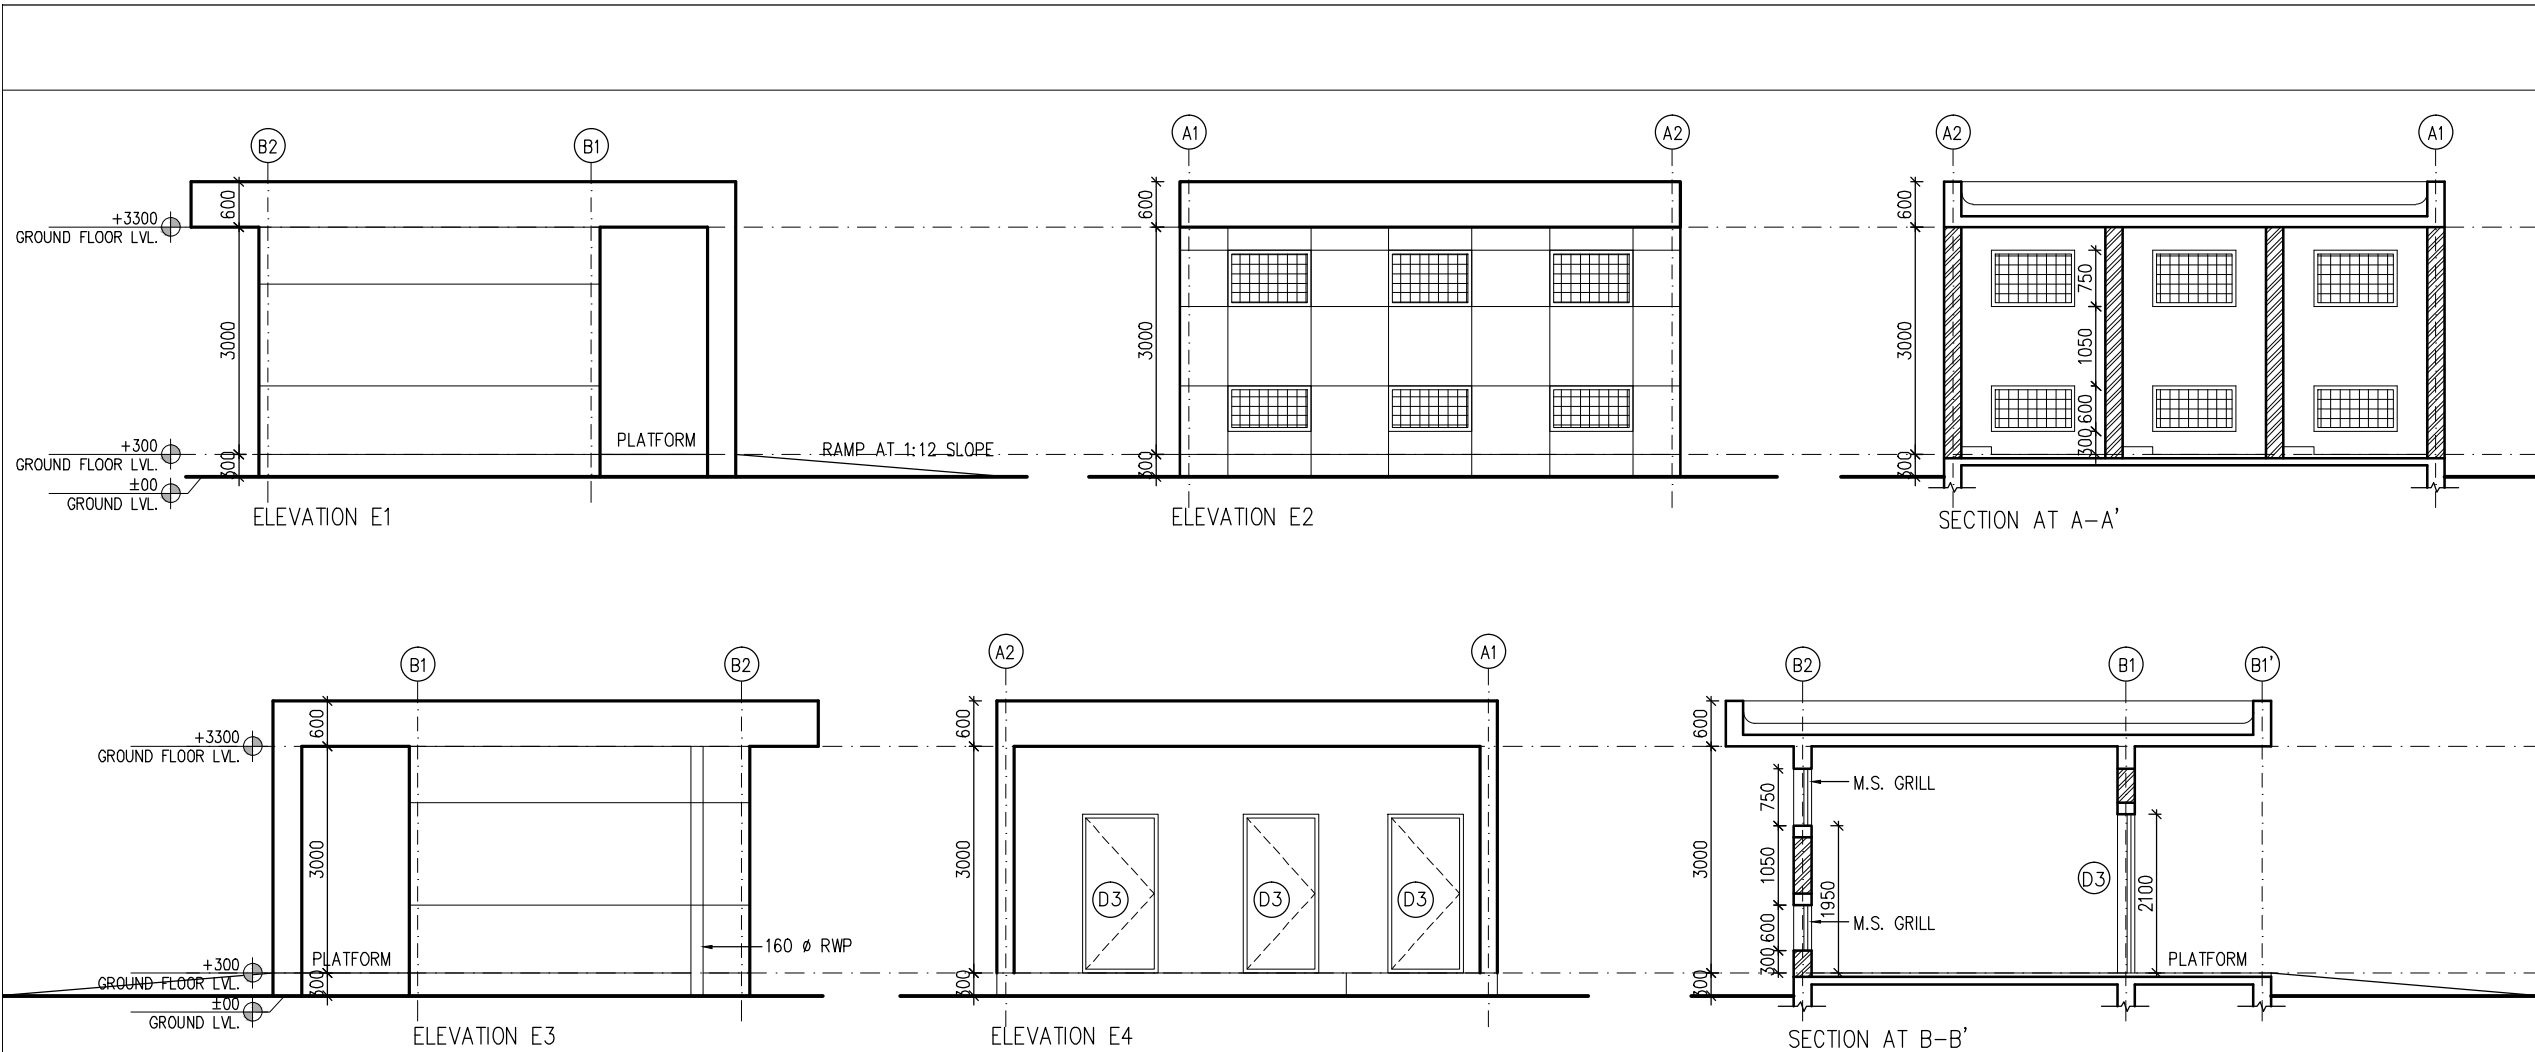 B2
B1
600
+3300
GROUND FLOOR LVL.
3000
PLATFORM
+300
GROUND FLOOR LVL.
300
RAMP AT 1:12 SLOPE
±00
GROUND LVL.
ELEVATION E1
A1
A2
600
3000
300
ELEVATION E2
A2
A1
600
750
3000
1050
600
300
300
SECTION AT A-A'
B1
B2
600
+3300
GROUND FLOOR LVL.
3000
160 ø RWP
PLATFORM
+300
GROUND FLOOR LVL.
300
±00
GROUND LVL.
ELEVATION E3
A2
A1
600
3000
D3
D3
D3
300
ELEVATION E4
B2
B1
B1'
600
750
M.S. GRILL
3000
1050
1950
D3
2100
600
M.S. GRILL
300
PLATFORM
300
SECTION AT B-B'